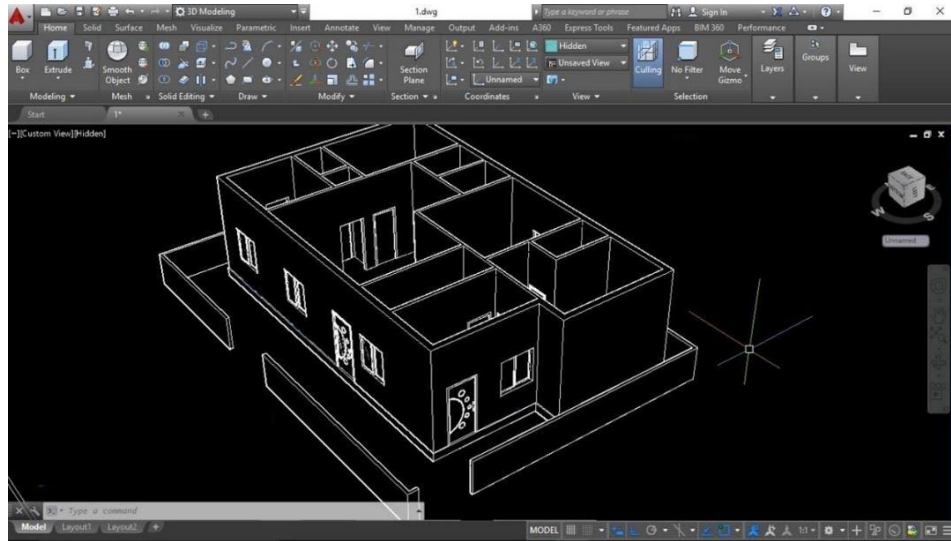 3D Modeling 1.dwg Type a keyword or phrase Sign In
Home Solid Surface Mesh Visualize Parametric Insert Annotate View Manage Output Add-ins A360 Express Tools Featured Apps BIM 360 Performance
Hidden
Unsaved View
Box Extrude Smooth Object Section Plane Culling No Filter Move Gizmo Layers Groups View
Unnamed
Modeling Mesh Solid Editing Draw Modify Section Coordinates View Selection
Start 1*
[−][Custom View][Hidden]
W S
Unnamed
Type a command
Model Layout1 Layout2 + MODEL 1:1